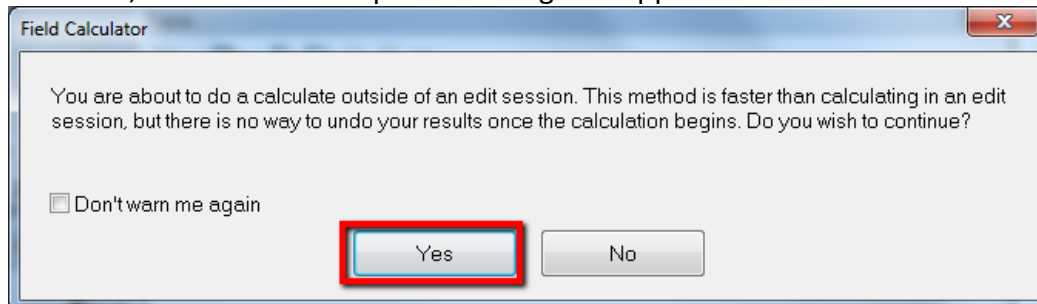 Field Calculator
You are about to do a calculate outside of an edit session. This method is faster than calculating in an edit
session, but there is no way to undo your results once the calculation begins. Do you wish to continue?
Don't warn me again
Yes No